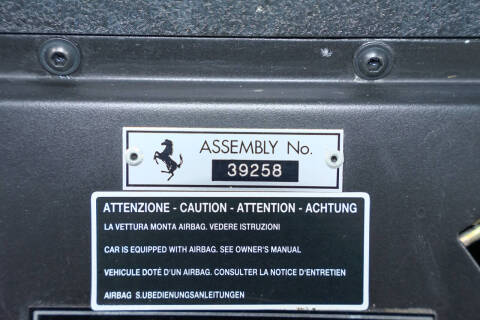 ASSEMBLY No.
39258
ATTENZIONE - CAUTION - ATTENTION - ACHTUNG
LA VETTURA MONTA AIRBAG. VEDERE ISTRUZIONI
CAR IS EQUIPPED WITH AIRBAG. SEE OWNER'S MANUAL
VEHICULE DOTÉ D'UN AIRBAG. CONSULTER LA NOTICE D'ENTRETIEN
AIRBAG S.UBEDIENUNGSANLEITUNGEN